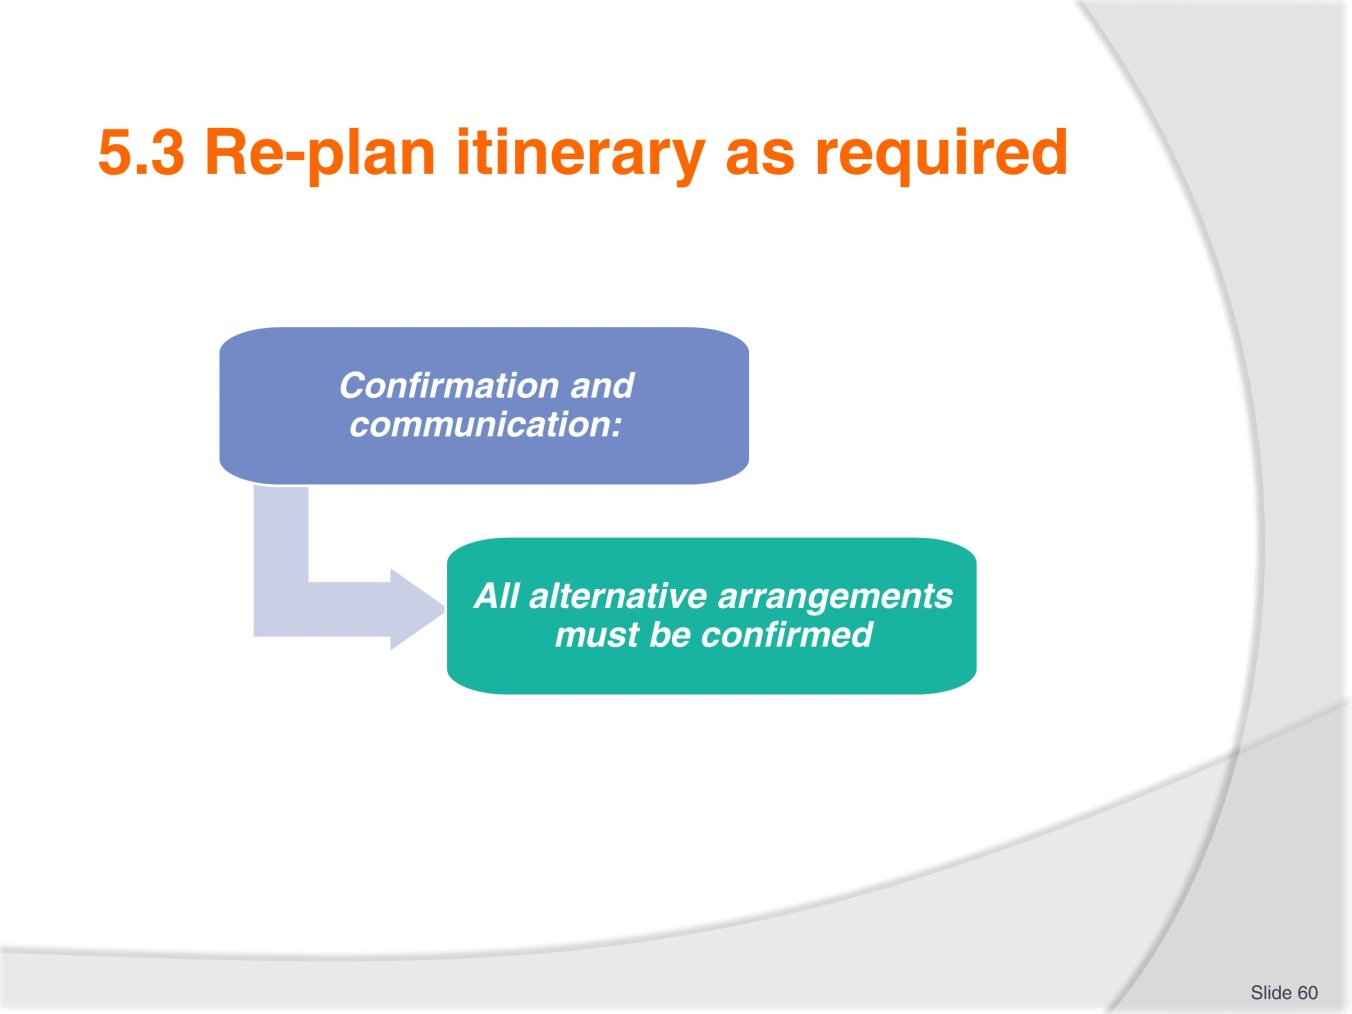 5.3 Re-plan itinerary as required
Confirmation and
communication:
All alternative arrangements
must be confirmed
Slide 60